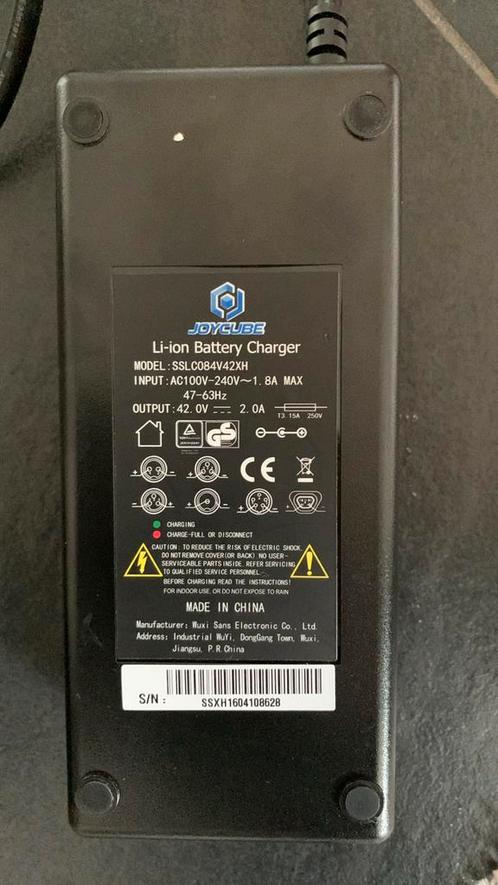 JOYCUBE
Li-ion Battery Charger
MODEL: SSLC084V42XH
INPUT: AC100V-240V～1.8A MAX
47-63Hz
OUTPUT: 42.0V⎓2.0A
T3.15A 250V
GS
CE
CHARGING
CHARGE-FULL OR DISCONNECT
CAUTION: TO REDUCE THE RISK OF ELECTRIC SHOCK,
DO NOT REMOVE COVER (OR BACK) NO USER-
SERVICEABLE PARTS INSIDE. REFER SERVICING
TO QUALIFIED SERVICE PERSONNEL.
BEFORE CHARGING READ THE INSTRUCTIONS!
FOR INDOOR USE, OR DO NOT EXPOSE TO RAIN
MADE IN CHINA
Manufacturer: Wuxi Sans Electronic Co., Ltd.
Address: Industrial WuYi, DongGang Town, Wuxi,
Jiangsu, P.R.China
S/N:
SSXH1604108628